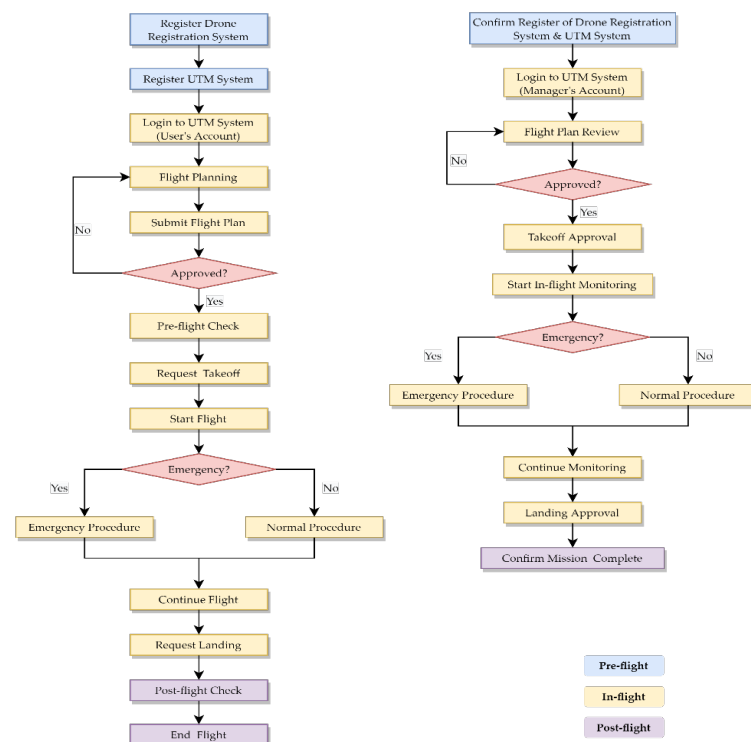 Register Drone
Registration System
Register UTM System
Login to UTM System
(User's Account)
Flight Planning
No
Submit Flight Plan
Approved?
Yes
Pre-flight Check
Request Takeoff
Start Flight
Emergency?
Yes
No
Emergency Procedure
Normal Procedure
Continue Flight
Request Landing
Post-flight Check
End Flight
Confirm Register of Drone Registration
System & UTM System
Login to UTM System
(Manager's Account)
Flight Plan Review
No
Approved?
Yes
Takeoff Approval
Start In-flight Monitoring
Emergency?
Yes
No
Emergency Procedure
Normal Procedure
Continue Monitoring
Landing Approval
Confirm Mission Complete
Pre-flight
In-flight
Post-flight